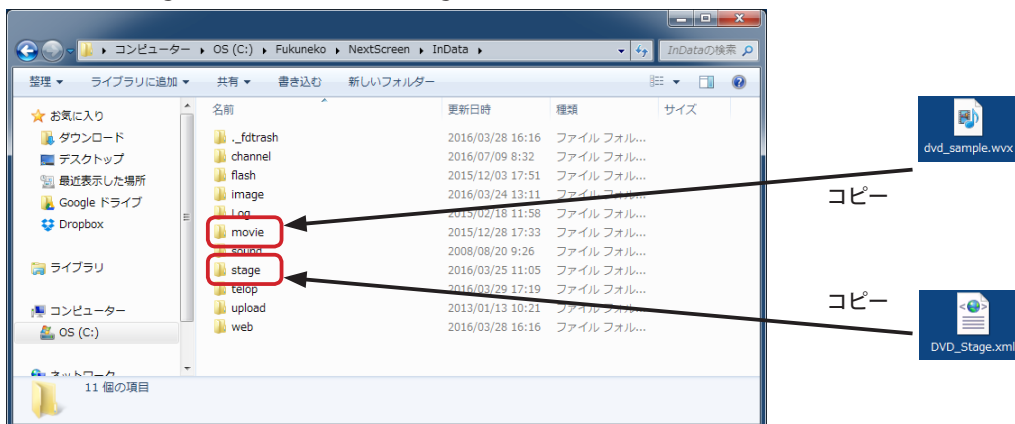 コンピューター ▸ OS (C:) ▸ Fukuneko ▸ NextScreen ▸ InData ▸
InDataの検索
整理 ▼ ライブラリに追加 ▼ 共有 ▼ 書き込む 新しいフォルダー
お気に入り
ダウンロード
デスクトップ
最近表示した場所
Google ドライブ
Dropbox
ライブラリ
コンピューター
OS (C:)
ネットワーク
名前 更新日時 種類 サイズ
._fdtrash 2016/03/28 16:16 ファイル フォル...
channel 2016/07/09 8:32 ファイル フォル...
flash 2015/12/03 17:51 ファイル フォル...
image 2016/03/24 13:11 ファイル フォル...
Log 2015/02/18 11:58 ファイル フォル...
movie 2015/12/28 17:33 ファイル フォル...
sound 2008/08/20 9:26 ファイル フォル...
stage 2016/03/25 11:05 ファイル フォル...
telop 2016/03/29 17:19 ファイル フォル...
upload 2013/01/13 10:21 ファイル フォル...
web 2016/03/28 16:16 ファイル フォル...
11 個の項目
dvd_sample.wvx
コピー
コピー
DVD_Stage.xml